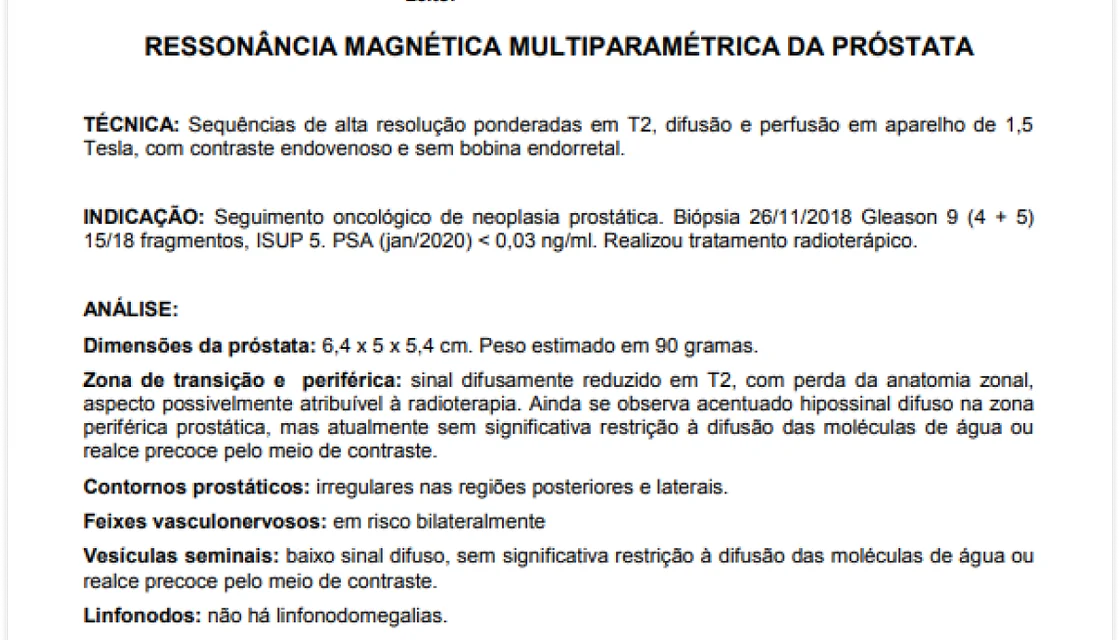 RESSONÂNCIA MAGNÉTICA MULTIPARAMÉTRICA DA PRÓSTATA
TÉCNICA: Sequências de alta resolução ponderadas em T2, difusão e perfusão em aparelho de 1,5
Tesla, com contraste endovenoso e sem bobina endorretal.
INDICAÇÃO: Seguimento oncológico de neoplasia prostática. Biópsia 26/11/2018 Gleason 9 (4 + 5)
15/18 fragmentos, ISUP 5. PSA (jan/2020) < 0,03 ng/ml. Realizou tratamento radioterápico.
ANÁLISE:
Dimensões da próstata: 6,4 x 5 x 5,4 cm. Peso estimado em 90 gramas.
Zona de transição e periférica: sinal difusamente reduzido em T2, com perda da anatomia zonal,
aspecto possivelmente atribuível à radioterapia. Ainda se observa acentuado hipossinal difuso na zona
periférica prostática, mas atualmente sem significativa restrição à difusão das moléculas de água ou
realce precoce pelo meio de contraste.
Contornos prostáticos: irregulares nas regiões posteriores e laterais.
Feixes vasculonervosos: em risco bilateralmente
Vesículas seminais: baixo sinal difuso, sem significativa restrição à difusão das moléculas de água ou
realce precoce pelo meio de contraste.
Linfonodos: não há linfonodomegalias.